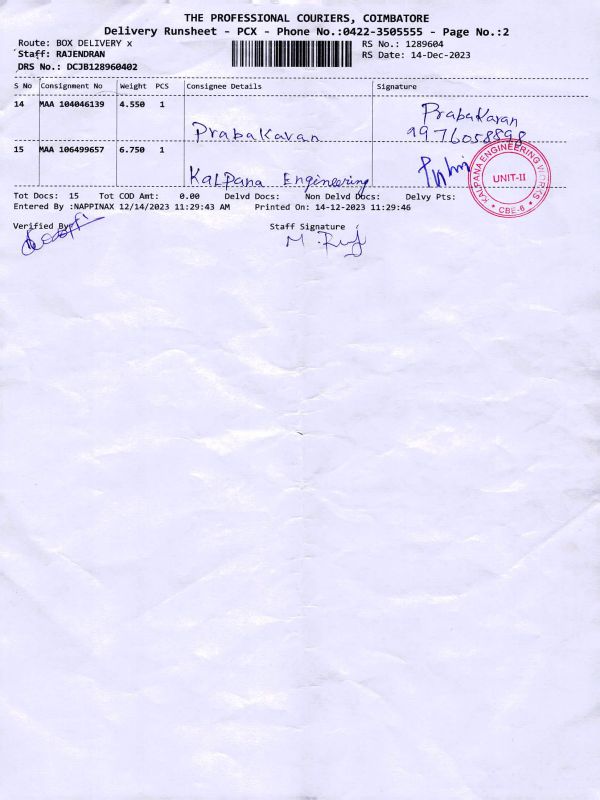 THE PROFESSIONAL COURIERS, COIMBATORE
Delivery Runsheet - PCX - Phone No.:0422-3505555 - Page No.:2
Route: BOX DELIVERY x
RS No.: 1289604
Staff: RAJENDRAN
RS Date: 14-Dec-2023
DRS No.: DCJB128960402
S No Consignment No Weight PCS Consignee Details Signature
14 MAA 104046139 4.550 1
Prabakaran
Prabakaran
9976058898
15 MAA 106499657 6.750 1
Kalpana Engineering
KALPANA ENGINEERING WORKS
UNIT-II
* CBE-6 *
Tot Docs: 15 Tot COD Amt: 0.00 Delvd Docs: Non Delvd Docs: Delvy Pts:
Entered By :NAPPINAX 12/14/2023 11:29:43 AM Printed On: 14-12-2023 11:29:46
Verified By
Staff Signature